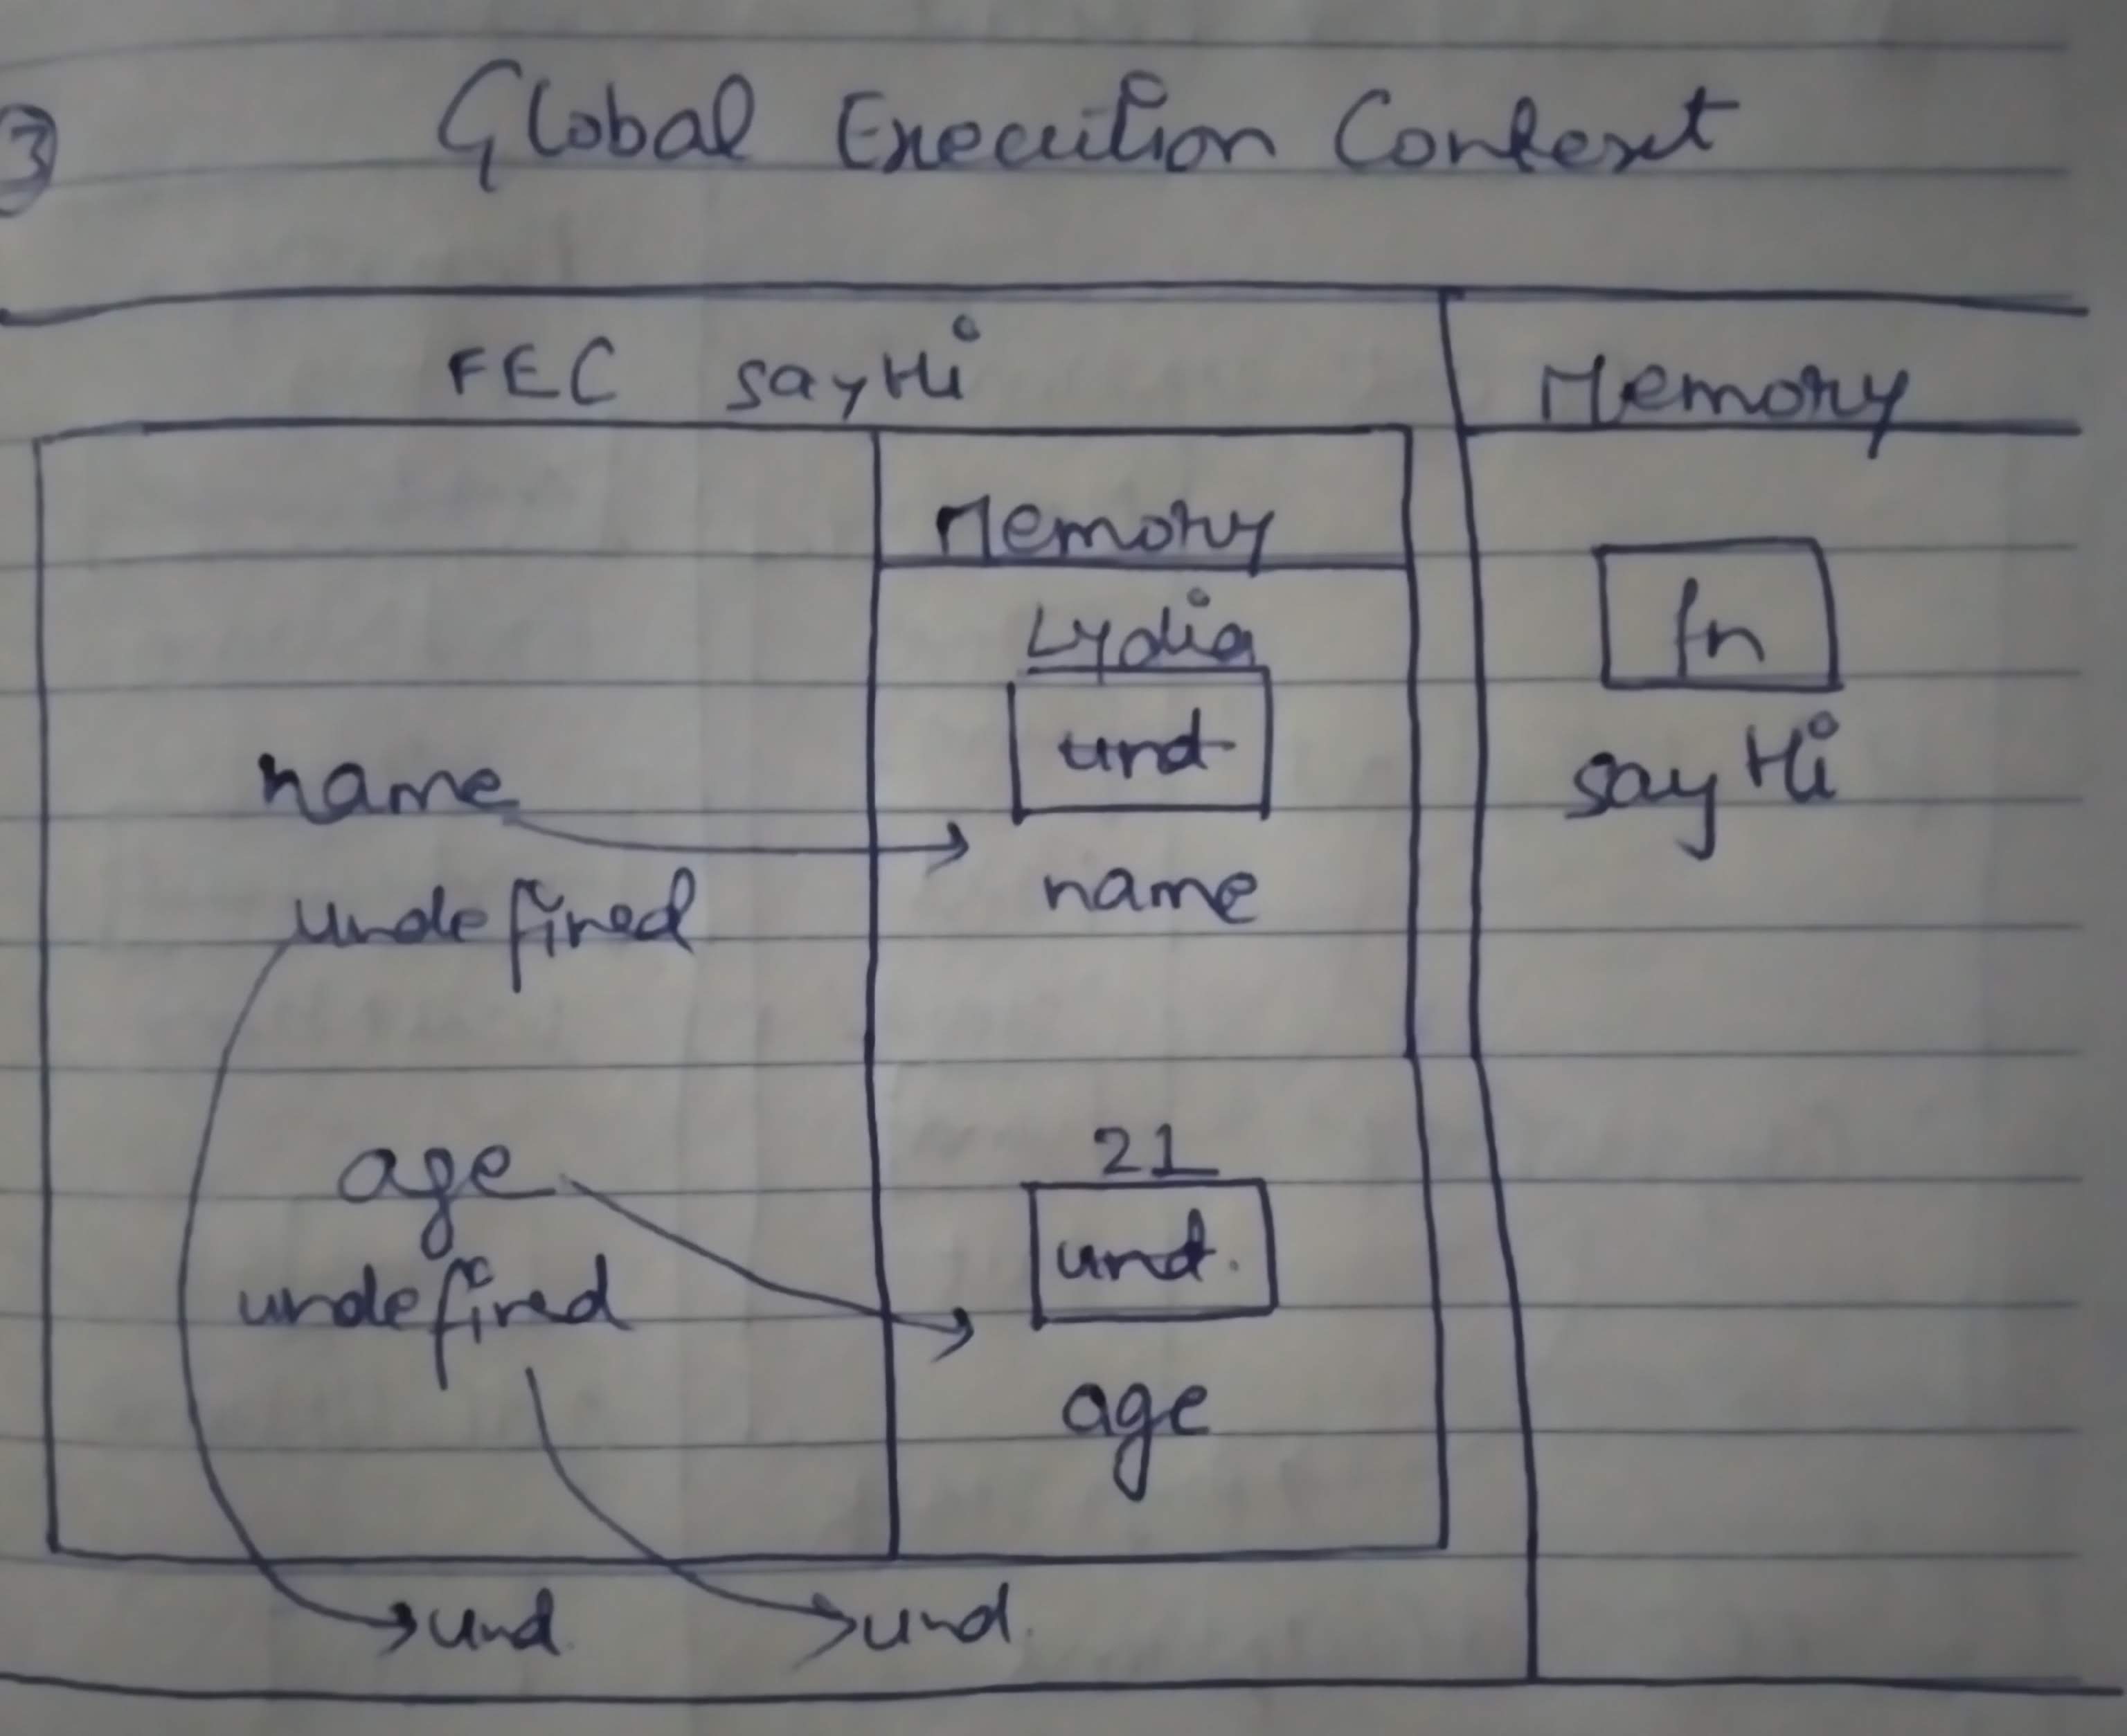 3
Global Execution Context
FEC sayHi
Memory
Memory
Lydia
und
name
fn
sayHi
name
undefined
21
und.
age
age
undefined
und.
und.